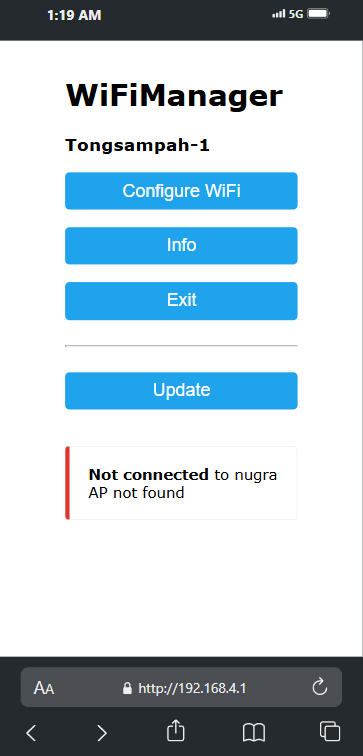 1:19 AM 5G
WiFiManager
Tongsampah-1
Configure WiFi
Info
Exit
Update
Not connected to nugra
AP not found
AA http://192.168.4.1